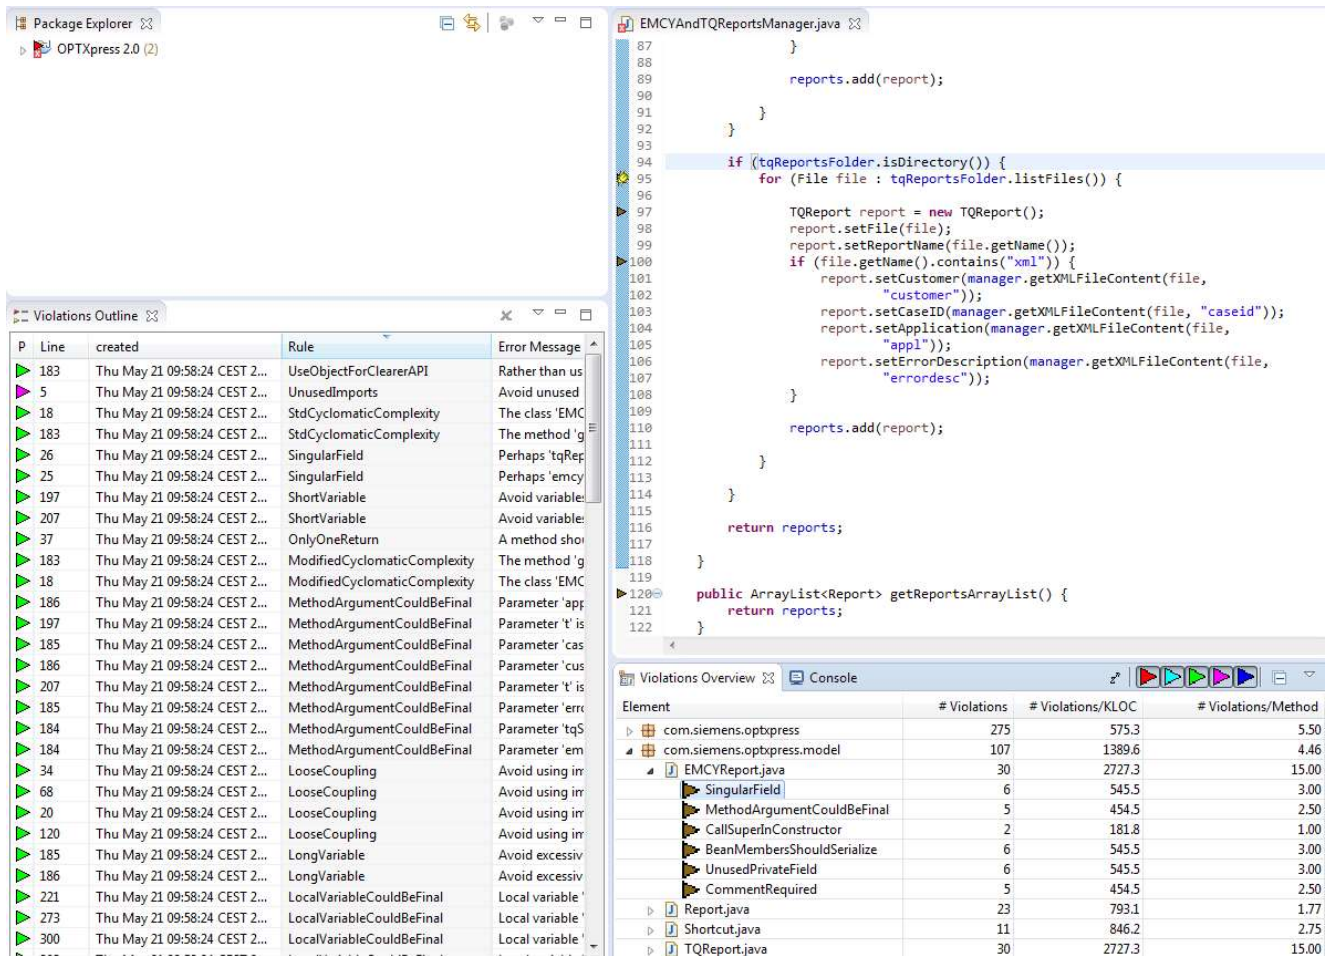 Package Explorer
OPTXpress 2.0 (2)
Violations Outline
P Line created Rule Error Message
183 Thu May 21 09:58:24 CEST 2... UseObjectForClearerAPI Rather than us
5 Thu May 21 09:58:24 CEST 2... UnusedImports Avoid unused
18 Thu May 21 09:58:24 CEST 2... StdCyclomaticComplexity The class 'EMC
183 Thu May 21 09:58:24 CEST 2... StdCyclomaticComplexity The method 'g
26 Thu May 21 09:58:24 CEST 2... SingularField Perhaps 'tqRep
25 Thu May 21 09:58:24 CEST 2... SingularField Perhaps 'emcy
197 Thu May 21 09:58:24 CEST 2... ShortVariable Avoid variables
207 Thu May 21 09:58:24 CEST 2... ShortVariable Avoid variables
37 Thu May 21 09:58:24 CEST 2... OnlyOneReturn A method shou
183 Thu May 21 09:58:24 CEST 2... ModifiedCyclomaticComplexity The method 'g
18 Thu May 21 09:58:24 CEST 2... ModifiedCyclomaticComplexity The class 'EMC
186 Thu May 21 09:58:24 CEST 2... MethodArgumentCouldBeFinal Parameter 'app
197 Thu May 21 09:58:24 CEST 2... MethodArgumentCouldBeFinal Parameter 't' is
185 Thu May 21 09:58:24 CEST 2... MethodArgumentCouldBeFinal Parameter 'cas
186 Thu May 21 09:58:24 CEST 2... MethodArgumentCouldBeFinal Parameter 'cus
207 Thu May 21 09:58:24 CEST 2... MethodArgumentCouldBeFinal Parameter 't' is
185 Thu May 21 09:58:24 CEST 2... MethodArgumentCouldBeFinal Parameter 'erro
184 Thu May 21 09:58:24 CEST 2... MethodArgumentCouldBeFinal Parameter 'tqS
184 Thu May 21 09:58:24 CEST 2... MethodArgumentCouldBeFinal Parameter 'em
34 Thu May 21 09:58:24 CEST 2... LooseCoupling Avoid using im
68 Thu May 21 09:58:24 CEST 2... LooseCoupling Avoid using im
20 Thu May 21 09:58:24 CEST 2... LooseCoupling Avoid using im
120 Thu May 21 09:58:24 CEST 2... LooseCoupling Avoid using im
185 Thu May 21 09:58:24 CEST 2... LongVariable Avoid excessiv
186 Thu May 21 09:58:24 CEST 2... LongVariable Avoid excessiv
221 Thu May 21 09:58:24 CEST 2... LocalVariableCouldBeFinal Local variable '
273 Thu May 21 09:58:24 CEST 2... LocalVariableCouldBeFinal Local variable '
300 Thu May 21 09:58:24 CEST 2... LocalVariableCouldBeFinal Local variable '
EMCYAndTQReportsManager.java
87 }
88
89 reports.add(report);
90
91 }
92 }
93
94 if (tqReportsFolder.isDirectory()) {
95 for (File file : tqReportsFolder.listFiles()) {
96
97 TQReport report = new TQReport();
98 report.setFile(file);
99 report.setReportName(file.getName());
100 if (file.getName().contains("xml")) {
101 report.setCustomer(manager.getXMLFileContent(file,
102 "customer"));
103 report.setCaseID(manager.getXMLFileContent(file, "caseid"));
104 report.setApplication(manager.getXMLFileContent(file,
105 "appl"));
106 report.setErrorDescription(manager.getXMLFileContent(file,
107 "errordesc"));
108 }
109
110 reports.add(report);
111
112 }
113
114 }
115
116 return reports;
117
118 }
119
120 public ArrayList<Report> getReportsArrayList() {
121 return reports;
122 }
Violations Overview Console
Element # Violations # Violations/KLOC # Violations/Method
com.siemens.optxpress 275 575.3 5.50
com.siemens.optxpress.model 107 1389.6 4.46
EMCYReport.java 30 2727.3 15.00
SingularField 6 545.5 3.00
MethodArgumentCouldBeFinal 5 454.5 2.50
CallSuperInConstructor 2 181.8 1.00
BeanMembersShouldSerialize 6 545.5 3.00
UnusedPrivateField 6 545.5 3.00
CommentRequired 5 454.5 2.50
Report.java 23 793.1 1.77
Shortcut.java 11 846.2 2.75
TQReport.java 30 2727.3 15.00